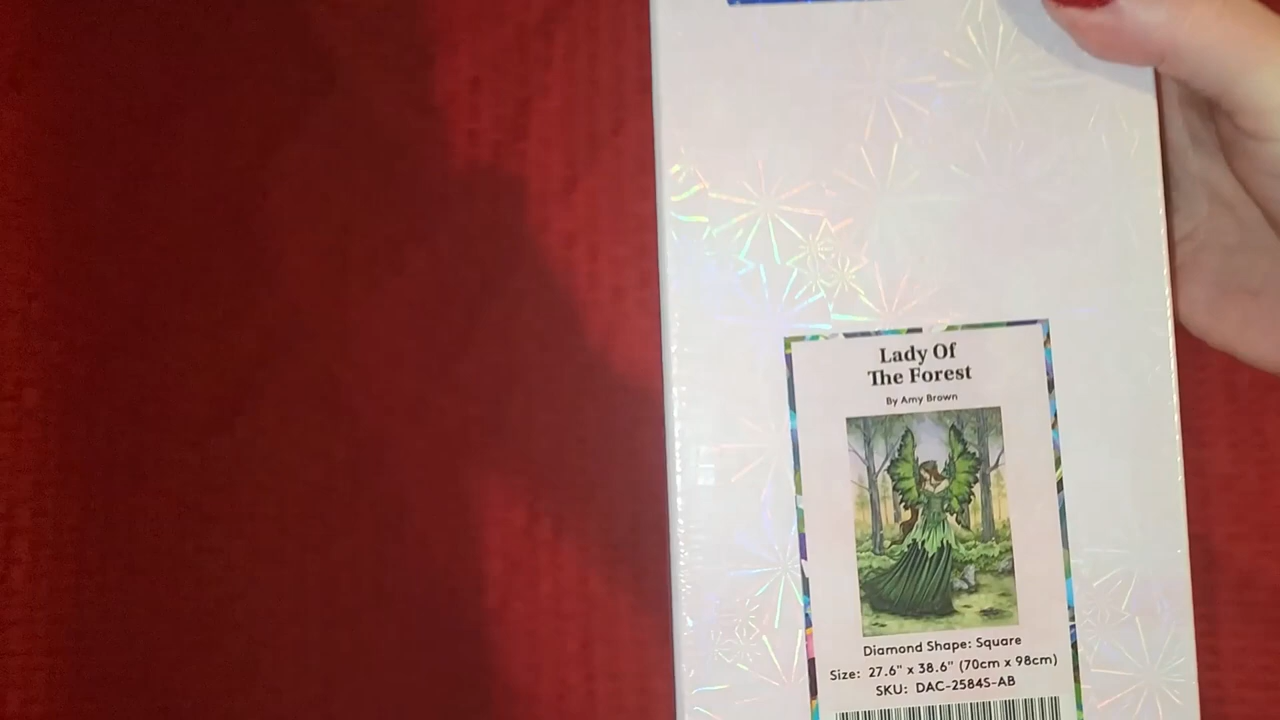 Lady Of
The Forest
By Amy Brown
Diamond Shape: Square
Size: 27.6" x 38.6" (70cm x 98cm)
SKU: DAC-2584S-AB